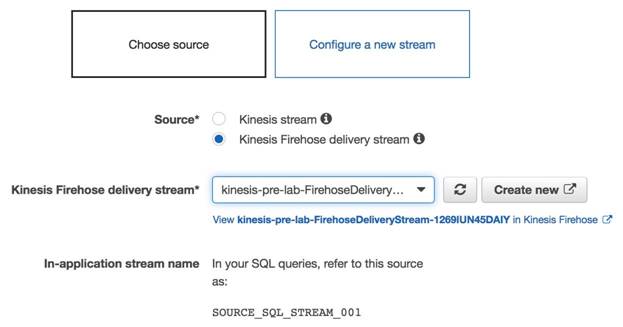 Choose source
Configure a new stream
Source*
Kinesis stream
Kinesis Firehose delivery stream
Kinesis Firehose delivery stream*
kinesis-pre-lab-FirehoseDelivery...
Create new
View kinesis-pre-lab-FirehoseDeliveryStream-1269IUN45DAIY in Kinesis Firehose
In-application stream name
In your SQL queries, refer to this source
as:
SOURCE_SQL_STREAM_001